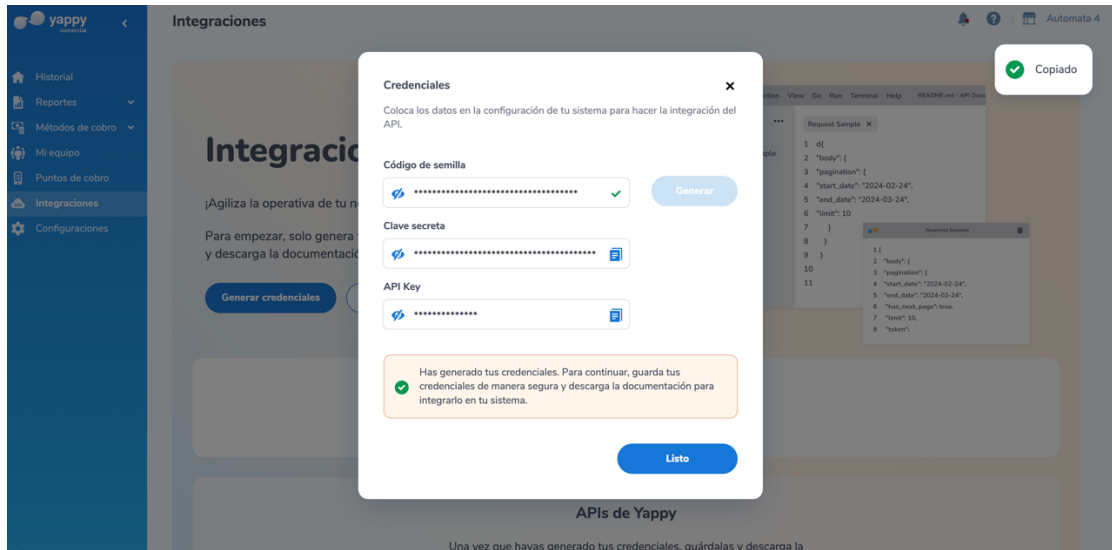 yappy
comercial
Integraciones
Automata 4
Copiado
Historial
Reportes
Métodos de cobro
Mi equipo
Puntos de cobro
Integraciones
Configuraciones
Integracio
¡Agiliza la operativa de tu n
Para empezar, solo genera
y descarga la documentació
Generar credenciales
Credenciales
Coloca los datos en la configuración de tu sistema para hacer la integración del
API.
Código de semilla
************************************
Generar
Clave secreta
****************************************
API Key
**************
Has generado tus credenciales. Para continuar, guarda tus
credenciales de manera segura y descarga la documentación para
integrarlo en tu sistema.
Listo
ction View Go Run Terminal Help README.md - API Docu
Request Sample X
ple
1 d{
2 "body": {
3 "pagination": {
4 "start_date": "2024-02-24",
5 "end_date": "2024-03-24",
6 "limit": 10
7 }
8 }
9 }
10
11
Response Example
1 {
2 "body": {
3 "pagination": {
4 "start_date": "2024-02-24",
5 "end_date": "2024-03-24",
6 "has_next_page": true,
7 "limit": 10,
8 "token":
APIs de Yappy
Una vez que hayas generado tus credenciales, guárdalas y descarga la